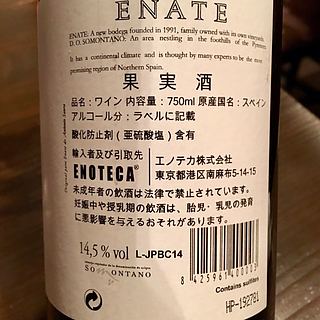 ENATE
ENATE: A new bodega founded in 1991, family owned with its own vineyards.
D.O. SOMONTANO: An area nesting in the foothills of the Pyrenees.
It has a continental climate and is thought by many experts to be the most
promising region of Northern Spain.
果実酒
品名:ワイン 内容量:750ml 原産国名:スペイン
アルコール分:ラベルに記載
酸化防止剤(亜硫酸塩)含有
輸入者及び引取先
ENOTECA®
エノテカ株式会社
東京都港区南麻布5-14-15
未成年者の飲酒は法律で禁止されています。
妊娠中や授乳期の飲酒は、胎児・乳児の発育
に悪影響を与えるおそれがあります。
14,5% vol L-JPBC14
SOMONTANO
8 425961 400003
Contains sulfites
HP-192781